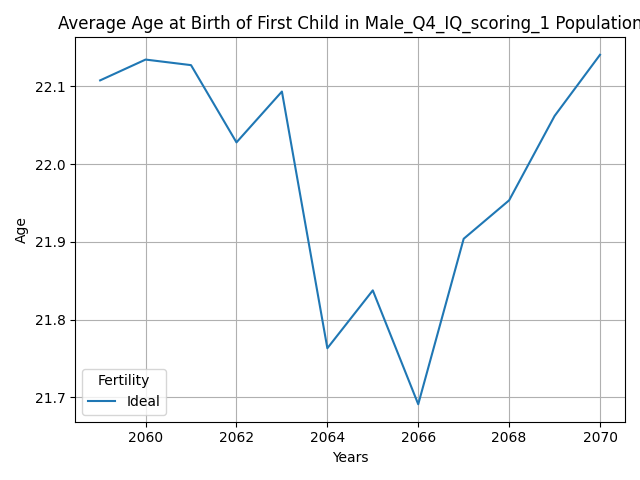 Average Age at Birth of First Child in Male_Q4_IQ_scoring_1 Population
22.1
22.0
21.9
21.8
21.7
Age
Fertility
Ideal
2060 2062 2064 2066 2068 2070
Years